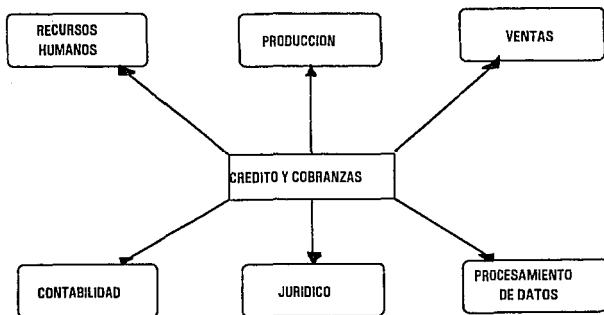 RECURSOS
HUMANOS
PRODUCCION
VENTAS
CREDITO Y COBRANZAS
CONTABILIDAD
JURIDICO
PROCESAMIENTO
DE DATOS